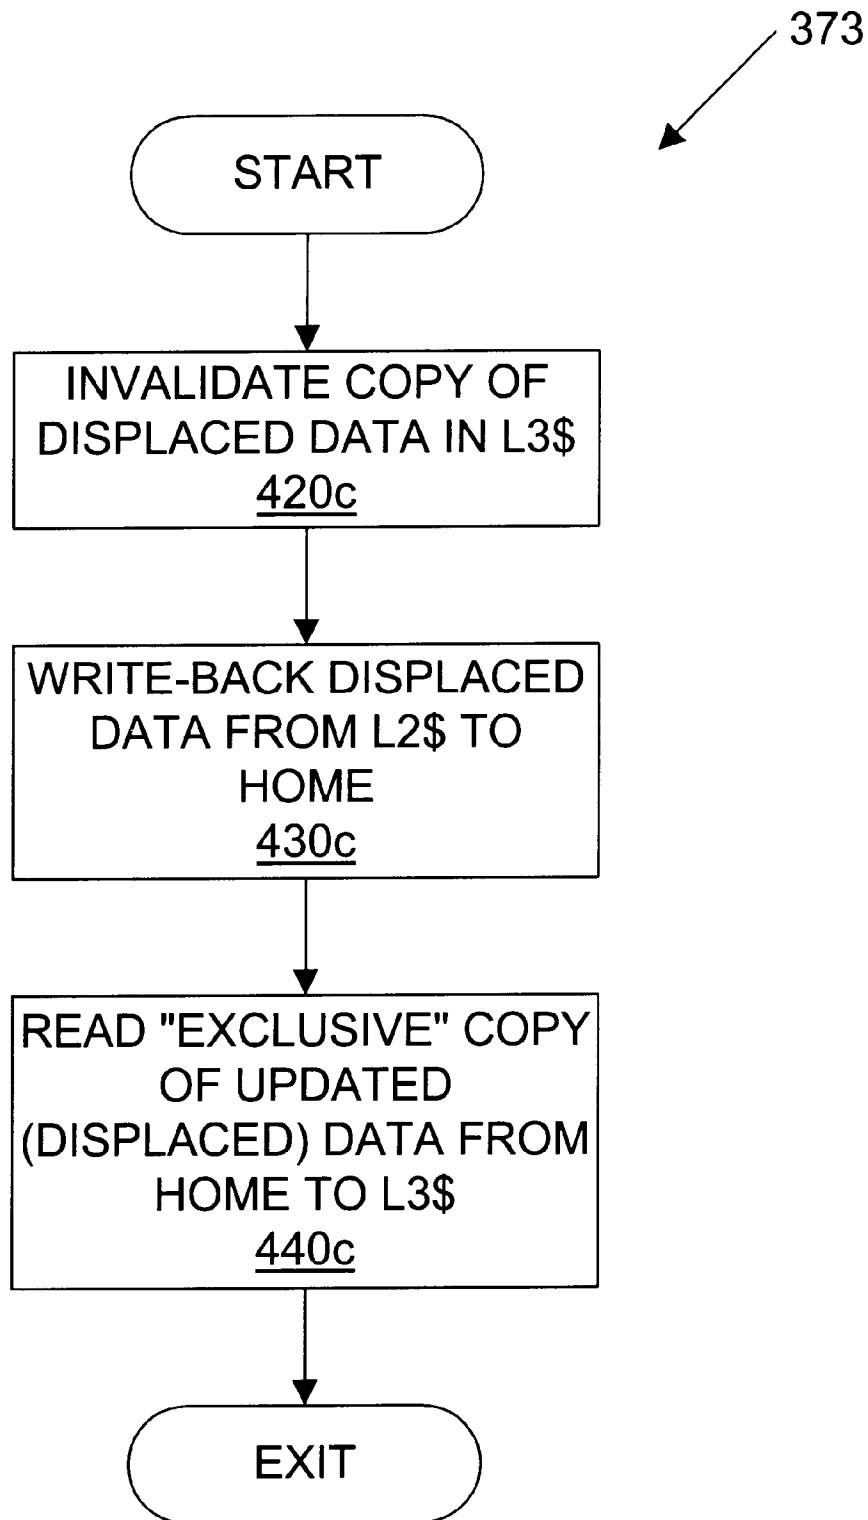 373
START
INVALIDATE COPY OF
DISPLACED DATA IN L3$
420c
WRITE-BACK DISPLACED
DATA FROM L2$ TO
HOME
430c
READ "EXCLUSIVE" COPY
OF UPDATED
(DISPLACED) DATA FROM
HOME TO L3$
440c
EXIT